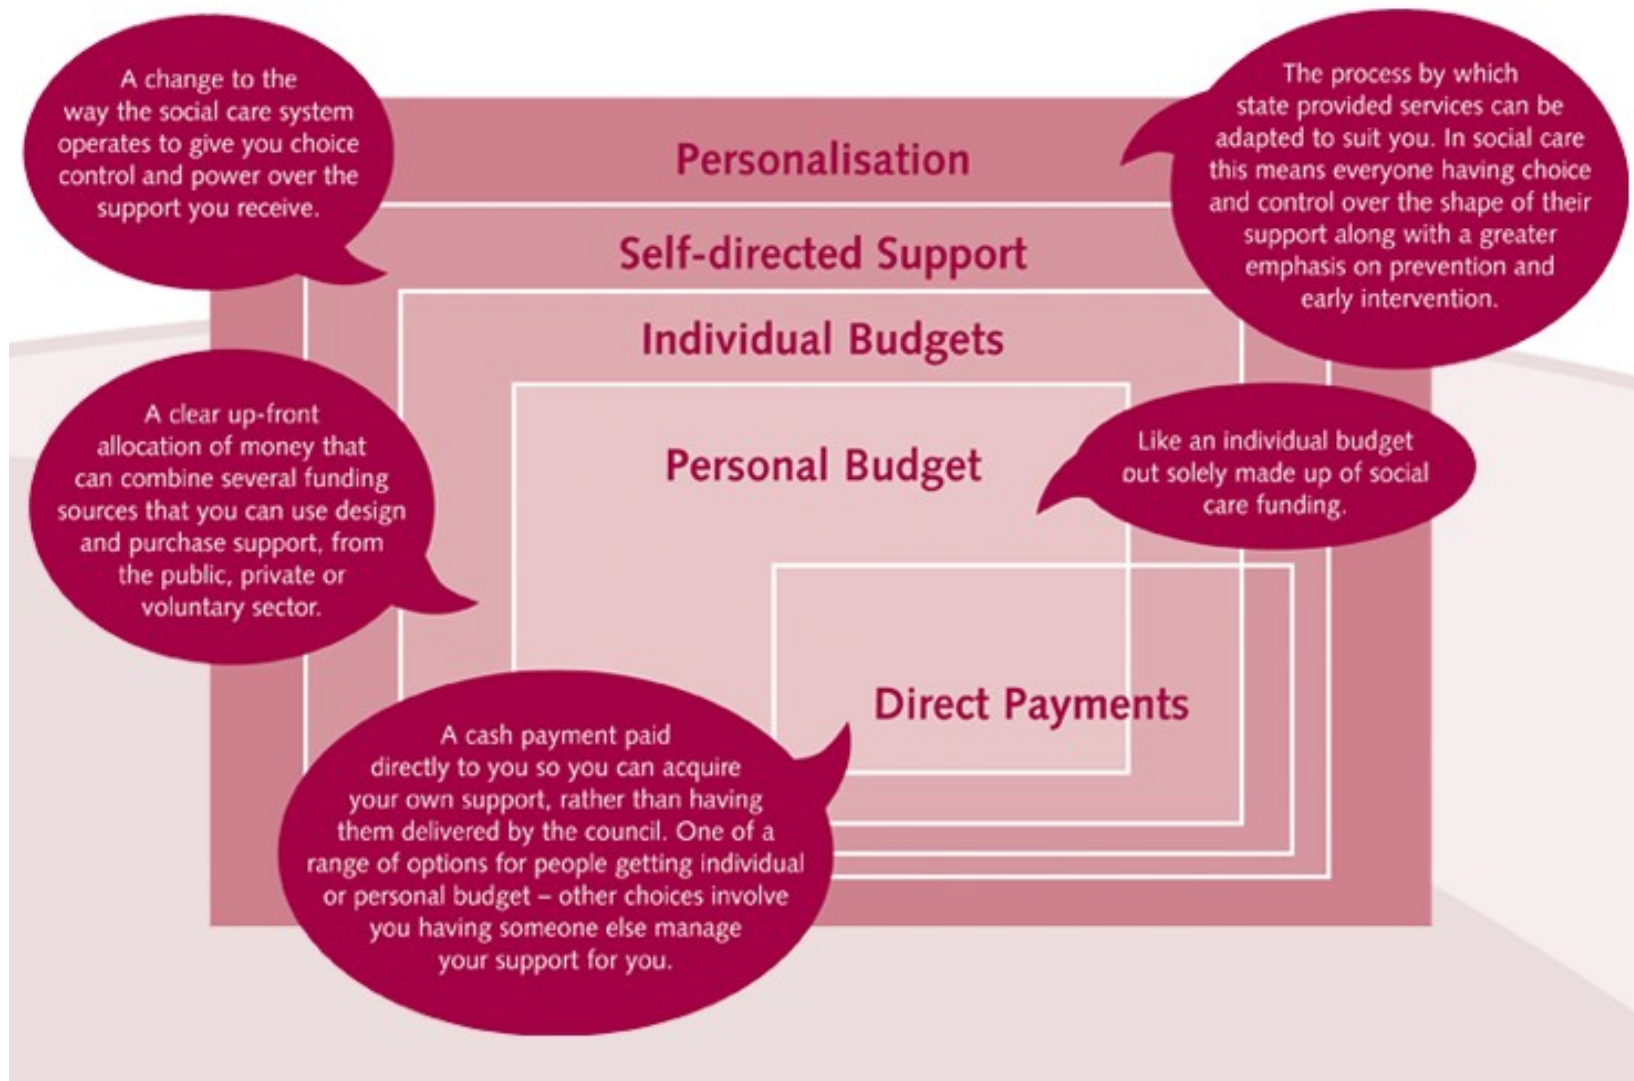 A change to the
way the social care system
operates to give you choice
control and power over the
support you receive.
The process by which
state provided services can be
adapted to suit you. In social care
this means everyone having choice
and control over the shape of their
support along with a greater
emphasis on prevention and
early intervention.
Personalisation
Self-directed Support
Individual Budgets
A clear up-front
allocation of money that
can combine several funding
sources that you can use design
and purchase support, from
the public, private or
voluntary sector.
Personal Budget
Like an individual budget
out solely made up of social
care funding.
Direct Payments
A cash payment paid
directly to you so you can acquire
your own support, rather than having
them delivered by the council. One of a
range of options for people getting individual
or personal budget – other choices involve
you having someone else manage
your support for you.